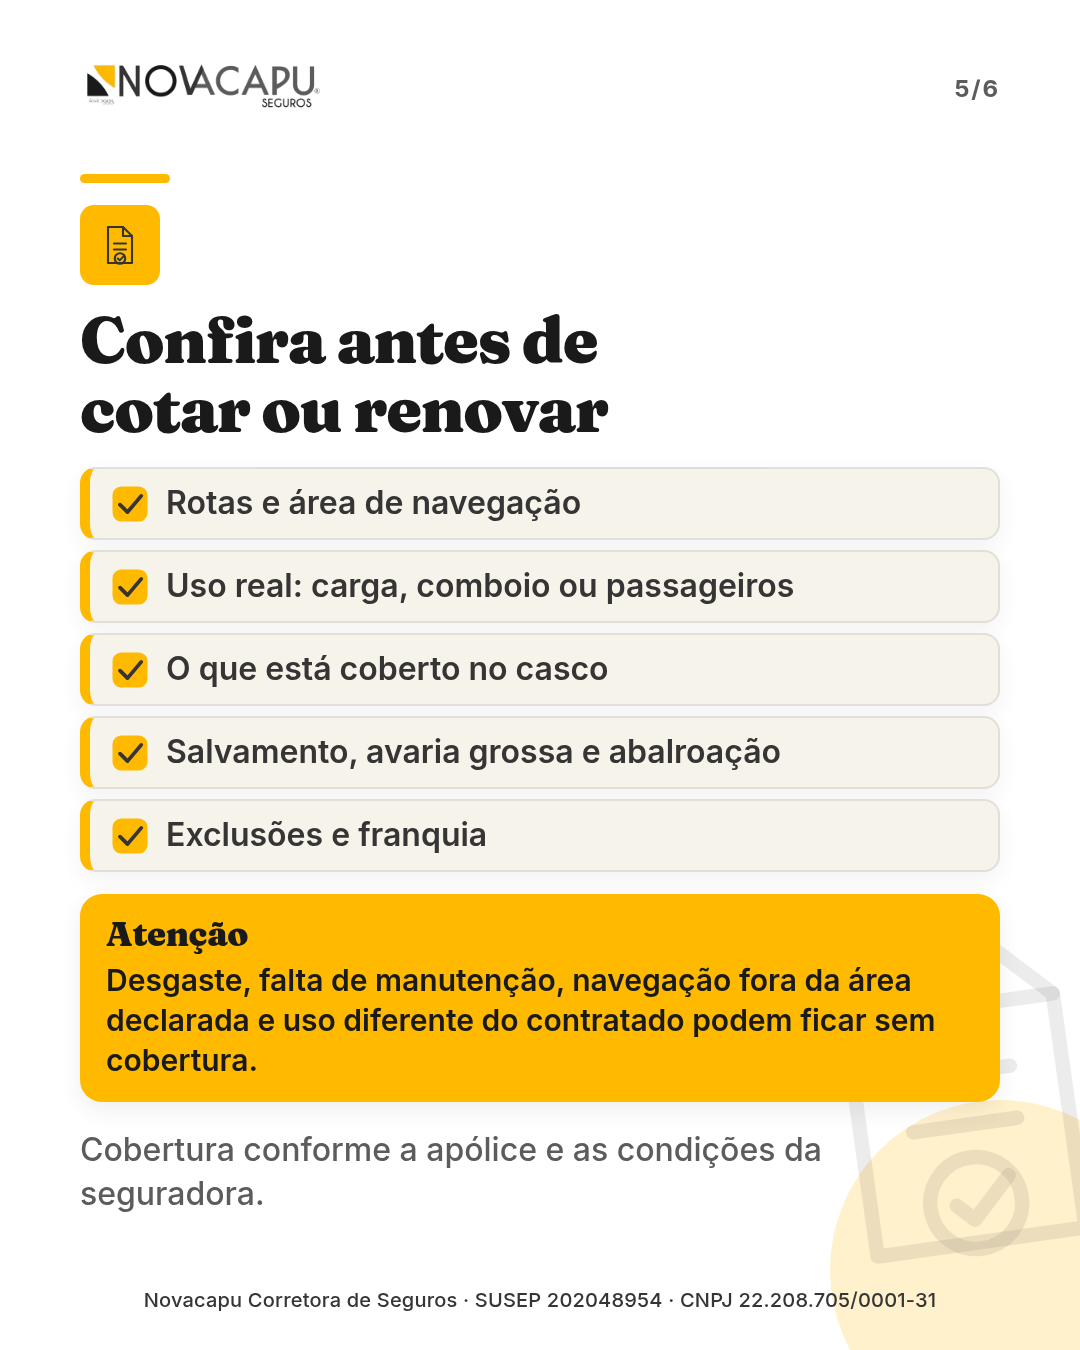 NOVACAPU
SEGUROS
5/6
Confira antes de
cotar ou renovar
Rotas e área de navegação
Uso real: carga, comboio ou passageiros
O que está coberto no casco
Salvamento, avaria grossa e abalroação
Exclusões e franquia
Atenção
Desgaste, falta de manutenção, navegação fora da área
declarada e uso diferente do contratado podem ficar sem
cobertura.
Cobertura conforme a apólice e as condições da
seguradora.
Novacapu Corretora de Seguros · SUSEP 202048954 · CNPJ 22.208.705/0001-31